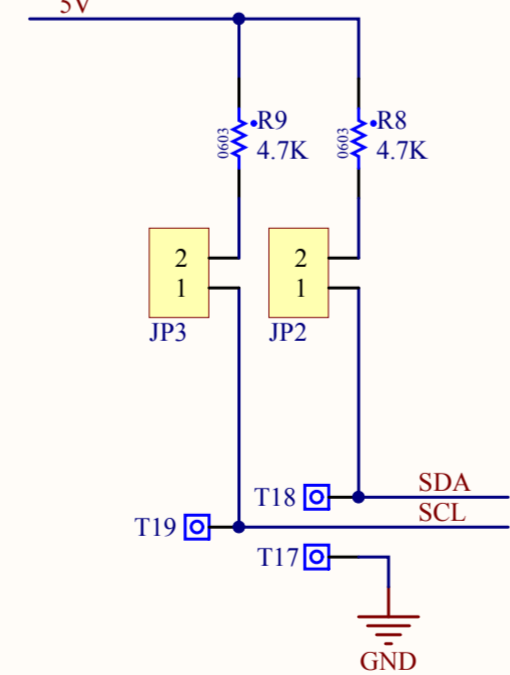 5V
R9
0603
4.7K
R8
0603
4.7K
2
1
JP3
2
1
JP2
T18
SDA
T19
SCL
T17
GND